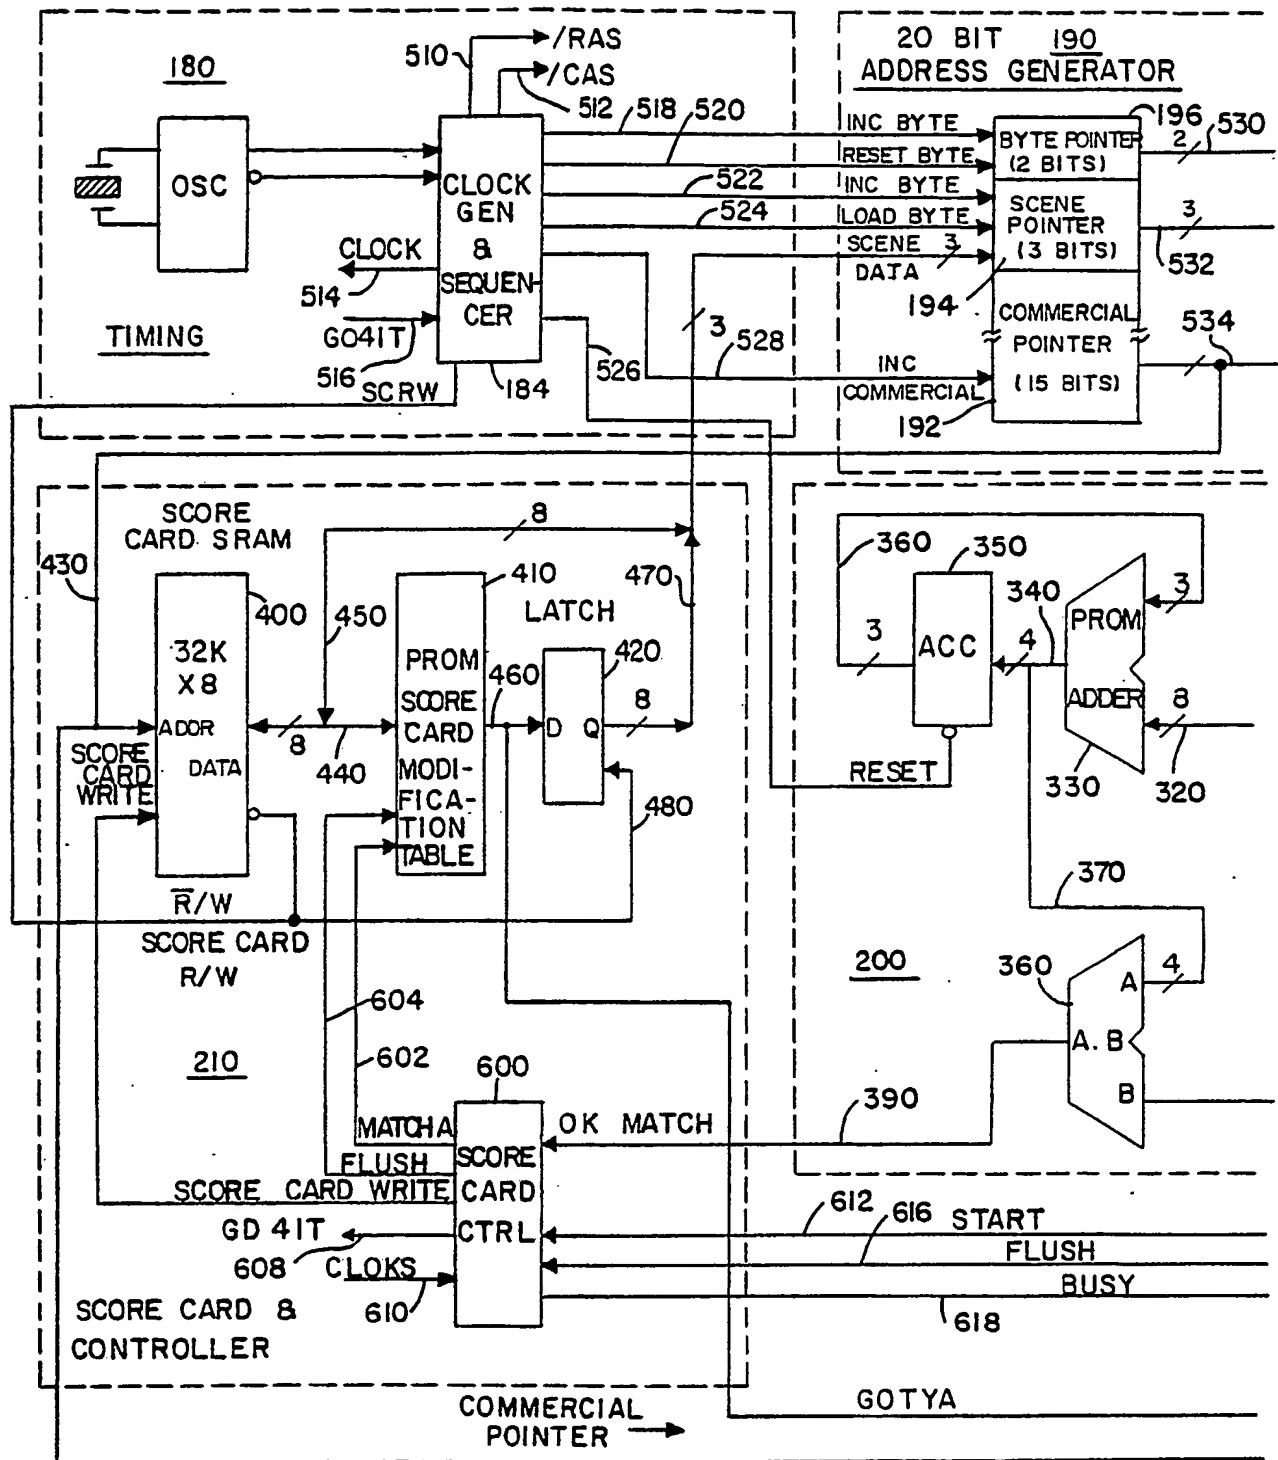 180
510
/RAS
/CAS
512
518
520
20 BIT 190
ADDRESS GENERATOR
OSC
CLOCK
GEN
&
SEQUEN-
CER
522
524
INC BYTE
RESET BYTE
INC BYTE
LOAD BYTE
SCENE 3
DATA
196
BYTE POINTER
(2 BITS)
2
530
SCENE
POINTER
(3 BITS)
3
532
194
COMMERCIAL
POINTER
(15 BITS)
534
CLOCK
514
TIMING
GO41T
516
SCRW
184
526
3
528
INC
COMMERCIAL
192
SCORE
CARD SRAM
430
400
32K
X8
ADDR
DATA
SCORE
CARD
WRITE
8
450
8
440
410
LATCH
PROM
SCORE
CARD
MODI-
FICA-
TION
TABLE
460
420
D Q
8
470
480
R/W
SCORE CARD
R/W
360
350
340
3
ACC
4
PROM
ADDER
3
8
330
320
RESET
370
200
360
A
4
A.B
B
604
602
210
600
390
MATCHA
FLUSH
SCORE CARD WRITE
SCORE
CARD
CTRL
OK MATCH
GD 41T
608
CLOKS
610
612
616
START
FLUSH
BUSY
618
SCORE CARD &
CONTROLLER
COMMERCIAL
POINTER
GOTYA